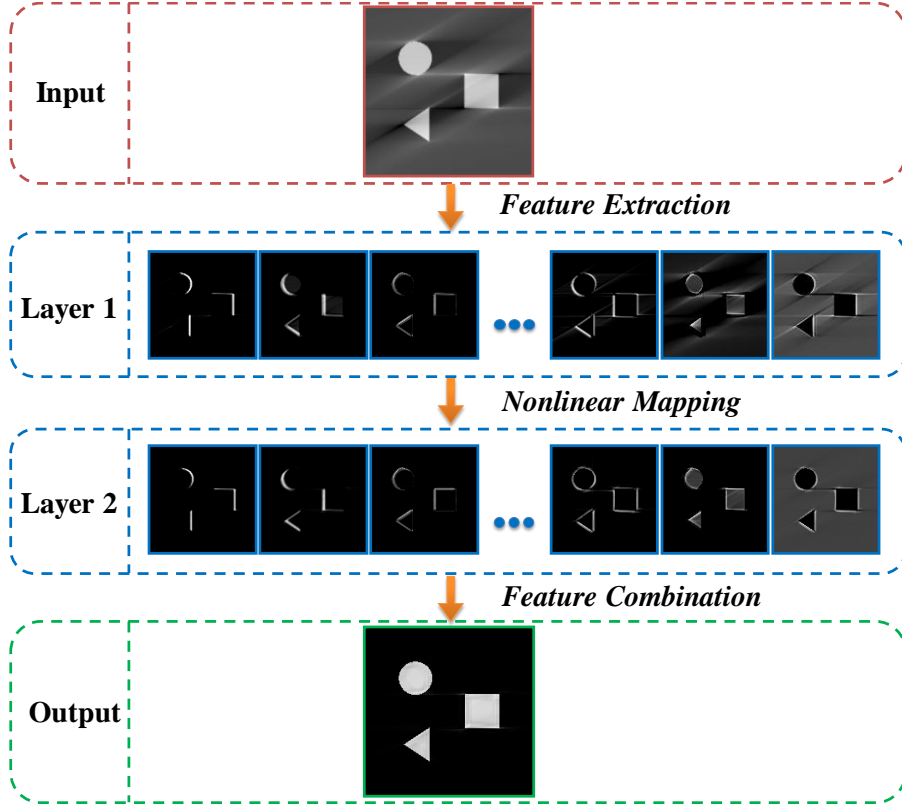 Input
Feature Extraction
Layer 1
Nonlinear Mapping
Layer 2
Feature Combination
Output